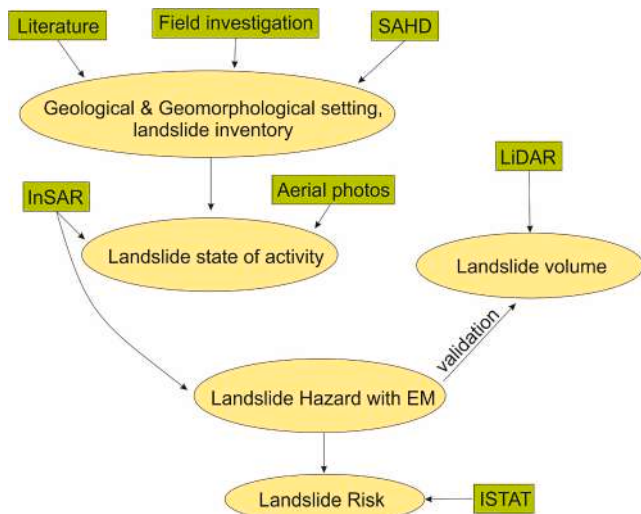 Literature
Field investigation
SAHD
Geological & Geomorphological setting,
landslide inventory
LiDAR
InSAR
Aerial photos
Landslide state of activity
Landslide volume
validation
Landslide Hazard with EM
Landslide Risk
ISTAT